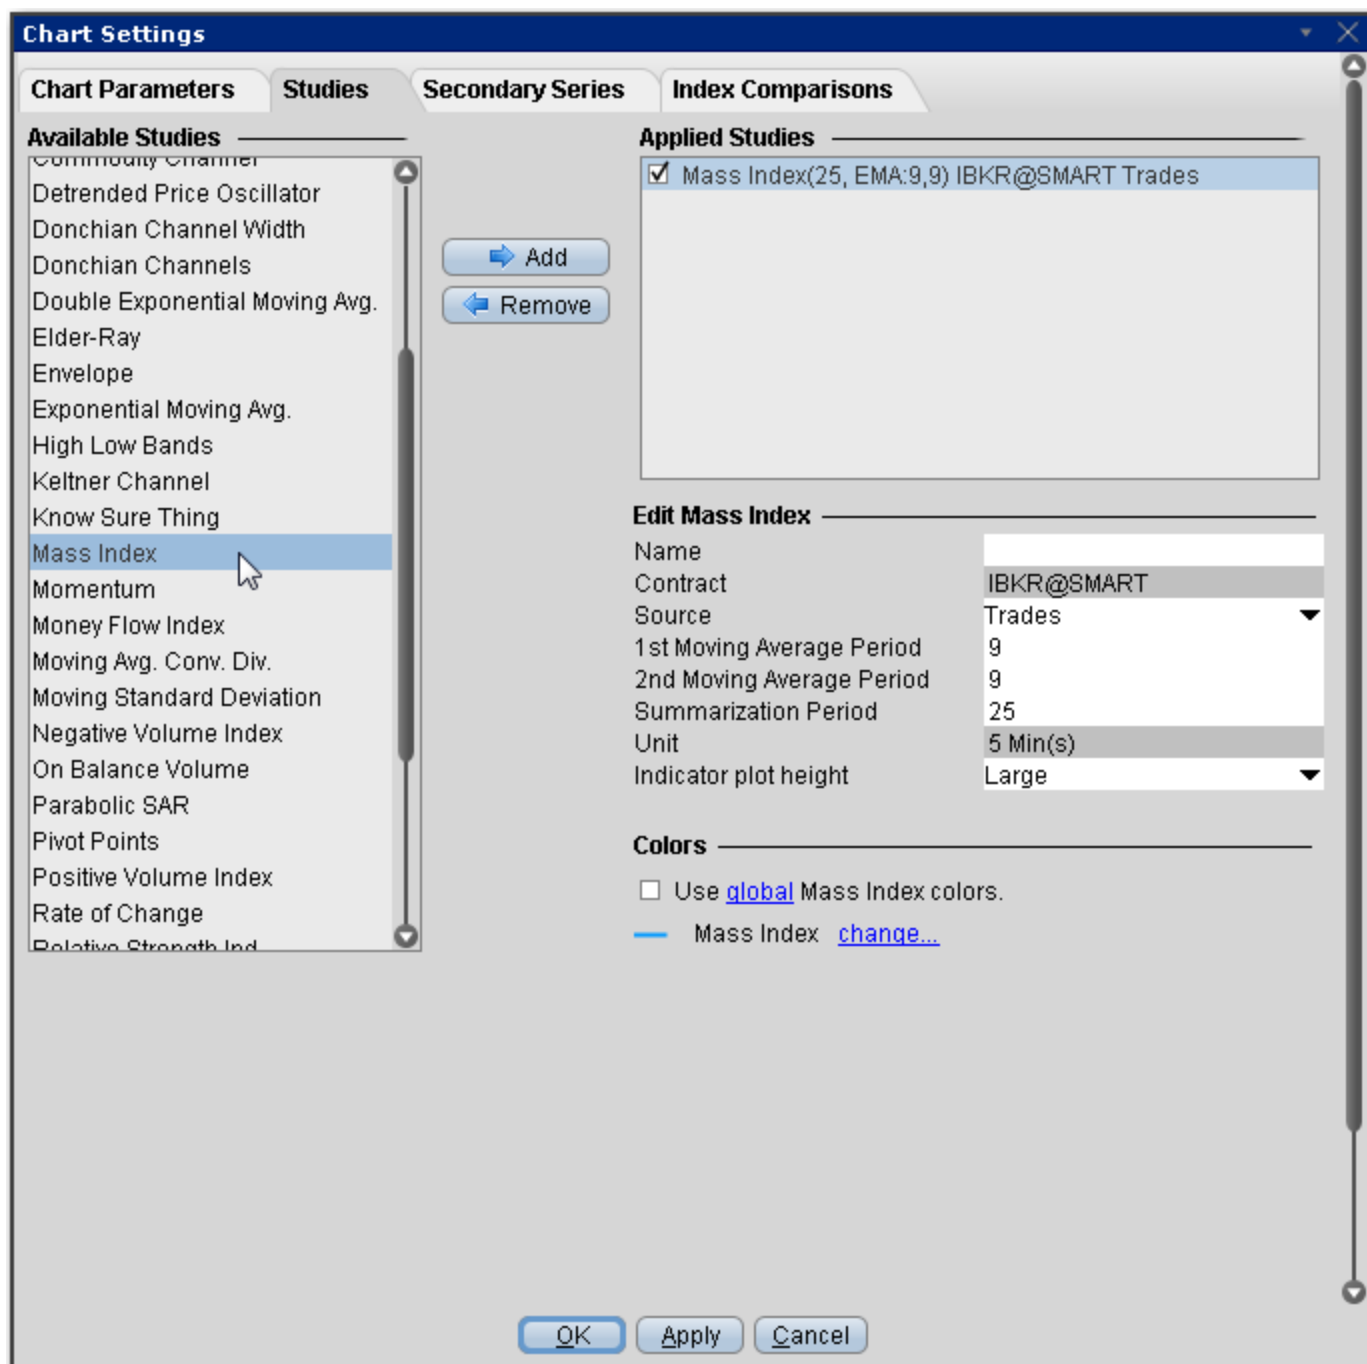 Chart Settings
Chart Parameters
Studies
Secondary Series
Index Comparisons
Available Studies
Commodity Channel
Detrended Price Oscillator
Donchian Channel Width
Donchian Channels
Double Exponential Moving Avg.
Elder-Ray
Envelope
Exponential Moving Avg.
High Low Bands
Keltner Channel
Know Sure Thing
Mass Index
Momentum
Money Flow Index
Moving Avg. Conv. Div.
Moving Standard Deviation
Negative Volume Index
On Balance Volume
Parabolic SAR
Pivot Points
Positive Volume Index
Rate of Change
Relative Strength Ind
Add
Remove
Applied Studies
Mass Index(25, EMA:9,9) IBKR@SMART Trades
Edit Mass Index
Name
Contract IBKR@SMART
Source Trades
1st Moving Average Period 9
2nd Moving Average Period 9
Summarization Period 25
Unit 5 Min(s)
Indicator plot height Large
Colors
Use global Mass Index colors.
Mass Index change...
OK Apply Cancel